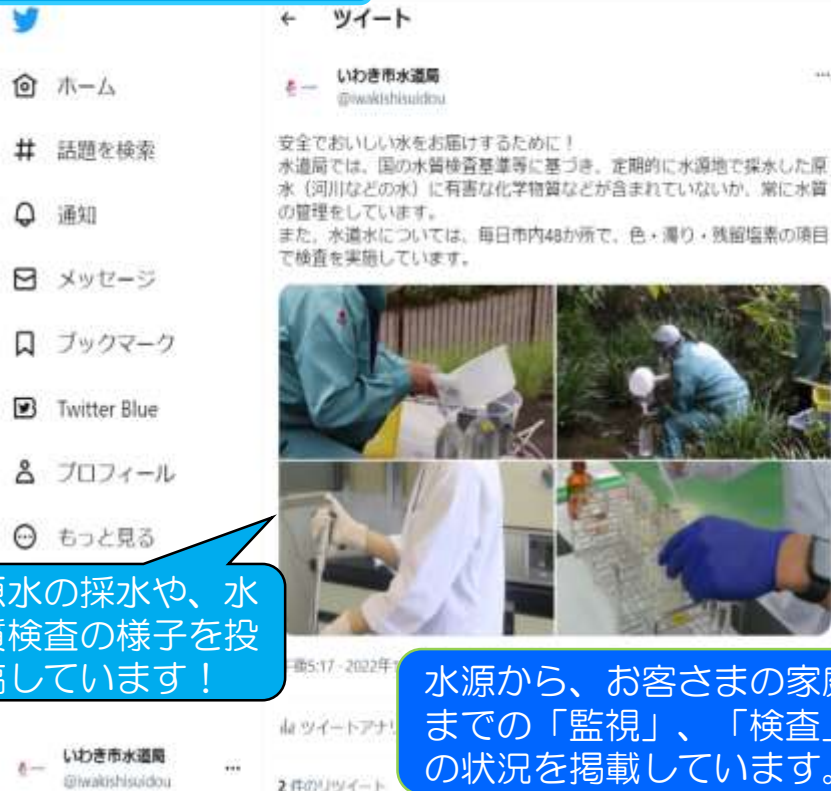 ツイート
いわき市水道局
@iwakishisuidou
安全でおいしい水をお届けするために！
水道局では、国の水質検査基準等に基づき、定期的に水源地で採水した原
水（河川などの水）に有害な化学物質などが含まれていないか、常に水質
の管理をしています。
また、水道水については、毎日市内48か所で、色・濁り・残留塩素の項目
で検査を実施しています。
ホーム
話題を検索
通知
メッセージ
ブックマーク
Twitter Blue
プロフィール
もっと見る
原水の採水や、水
質検査の様子を投
稿しています！
午後5:17 · 2022年
水源から、お客さまの家庭
までの「監視」、「検査」
の状況を掲載しています。
ツイートアナリ
2 件のリツイート
いわき市水道局
@iwakishisuidou